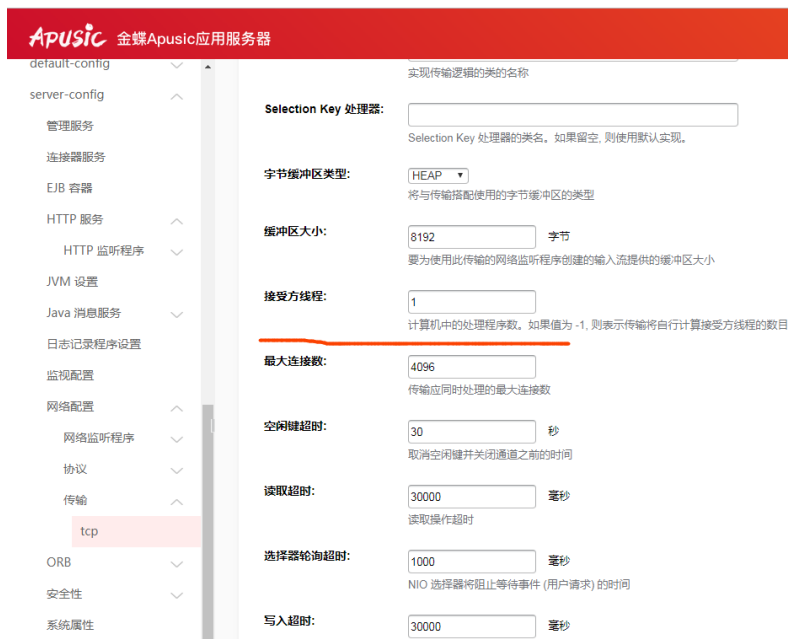 Apusic 金蝶Apusic应用服务器
default-config
server-config
管理服务
连接器服务
EJB 容器
HTTP 服务
HTTP 监听程序
JVM 设置
Java 消息服务
日志记录程序设置
监视配置
网络配置
网络监听程序
协议
传输
tcp
ORB
安全性
系统属性
实现传输逻辑的类的名称
Selection Key 处理器:
Selection Key 处理器的类名。如果留空, 则使用默认实现。
字节缓冲区类型: HEAP
将与传输搭配使用的字节缓冲区的类型
缓冲区大小: 8192 字节
要为使用此传输的网络监听程序创建的输入流提供的缓冲区大小
接受方线程: 1
计算机中的处理程序数。如果值为 -1, 则表示传输将自行计算接受方线程的数目
最大连接数: 4096
传输应同时处理的最大连接数
空闲键超时: 30 秒
取消空闲键并关闭通道之前的时间
读取超时: 30000 毫秒
读取操作超时
选择器轮询超时: 1000 毫秒
NIO 选择器将阻止等待事件 (用户请求) 的时间
写入超时: 30000 毫秒